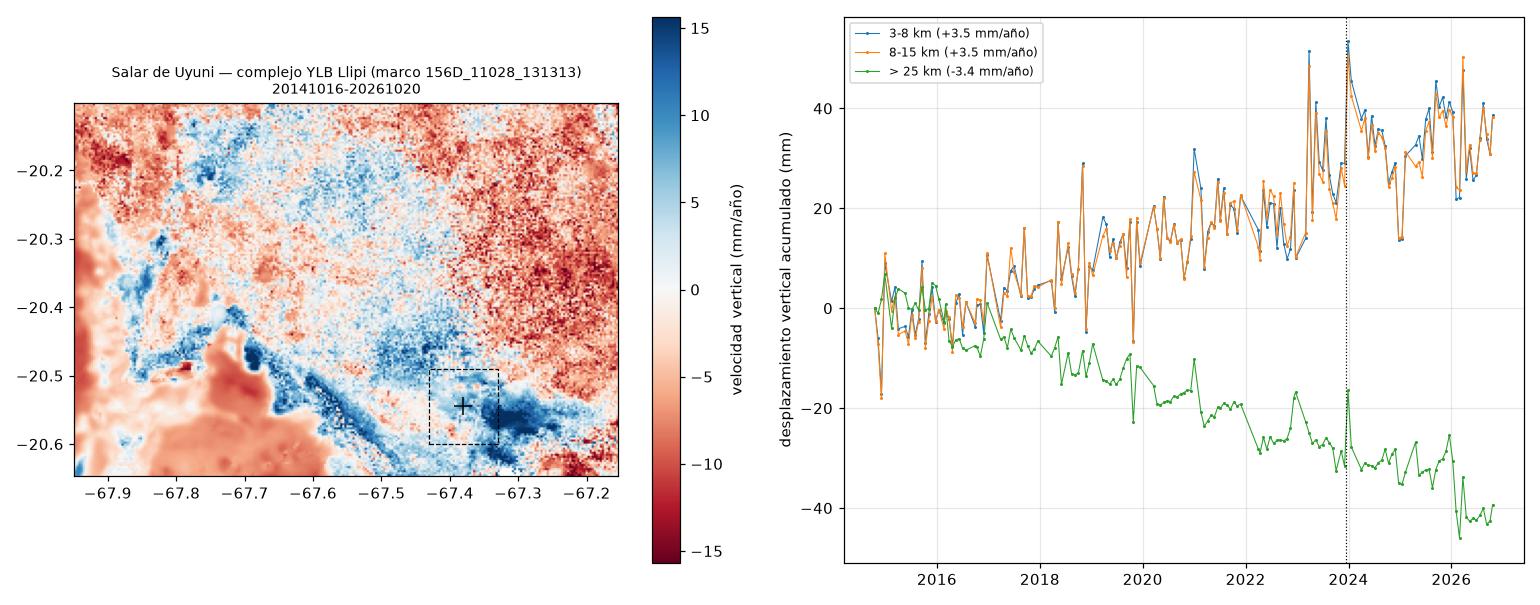 Salar de Uyuni — complejo YLB Llipi (marco 156D_11028_131313)
20141016-20261020
−20.2
−20.3
−20.4
−20.5
−20.6
−67.9 −67.8 −67.7 −67.6 −67.5 −67.4 −67.3 −67.2
15
10
5
0
−5
−10
−15
velocidad vertical (mm/año)
3-8 km (+3.5 mm/año)
8-15 km (+3.5 mm/año)
> 25 km (-3.4 mm/año)
desplazamiento vertical acumulado (mm)
40
20
0
−20
−40
2016 2018 2020 2022 2024 2026